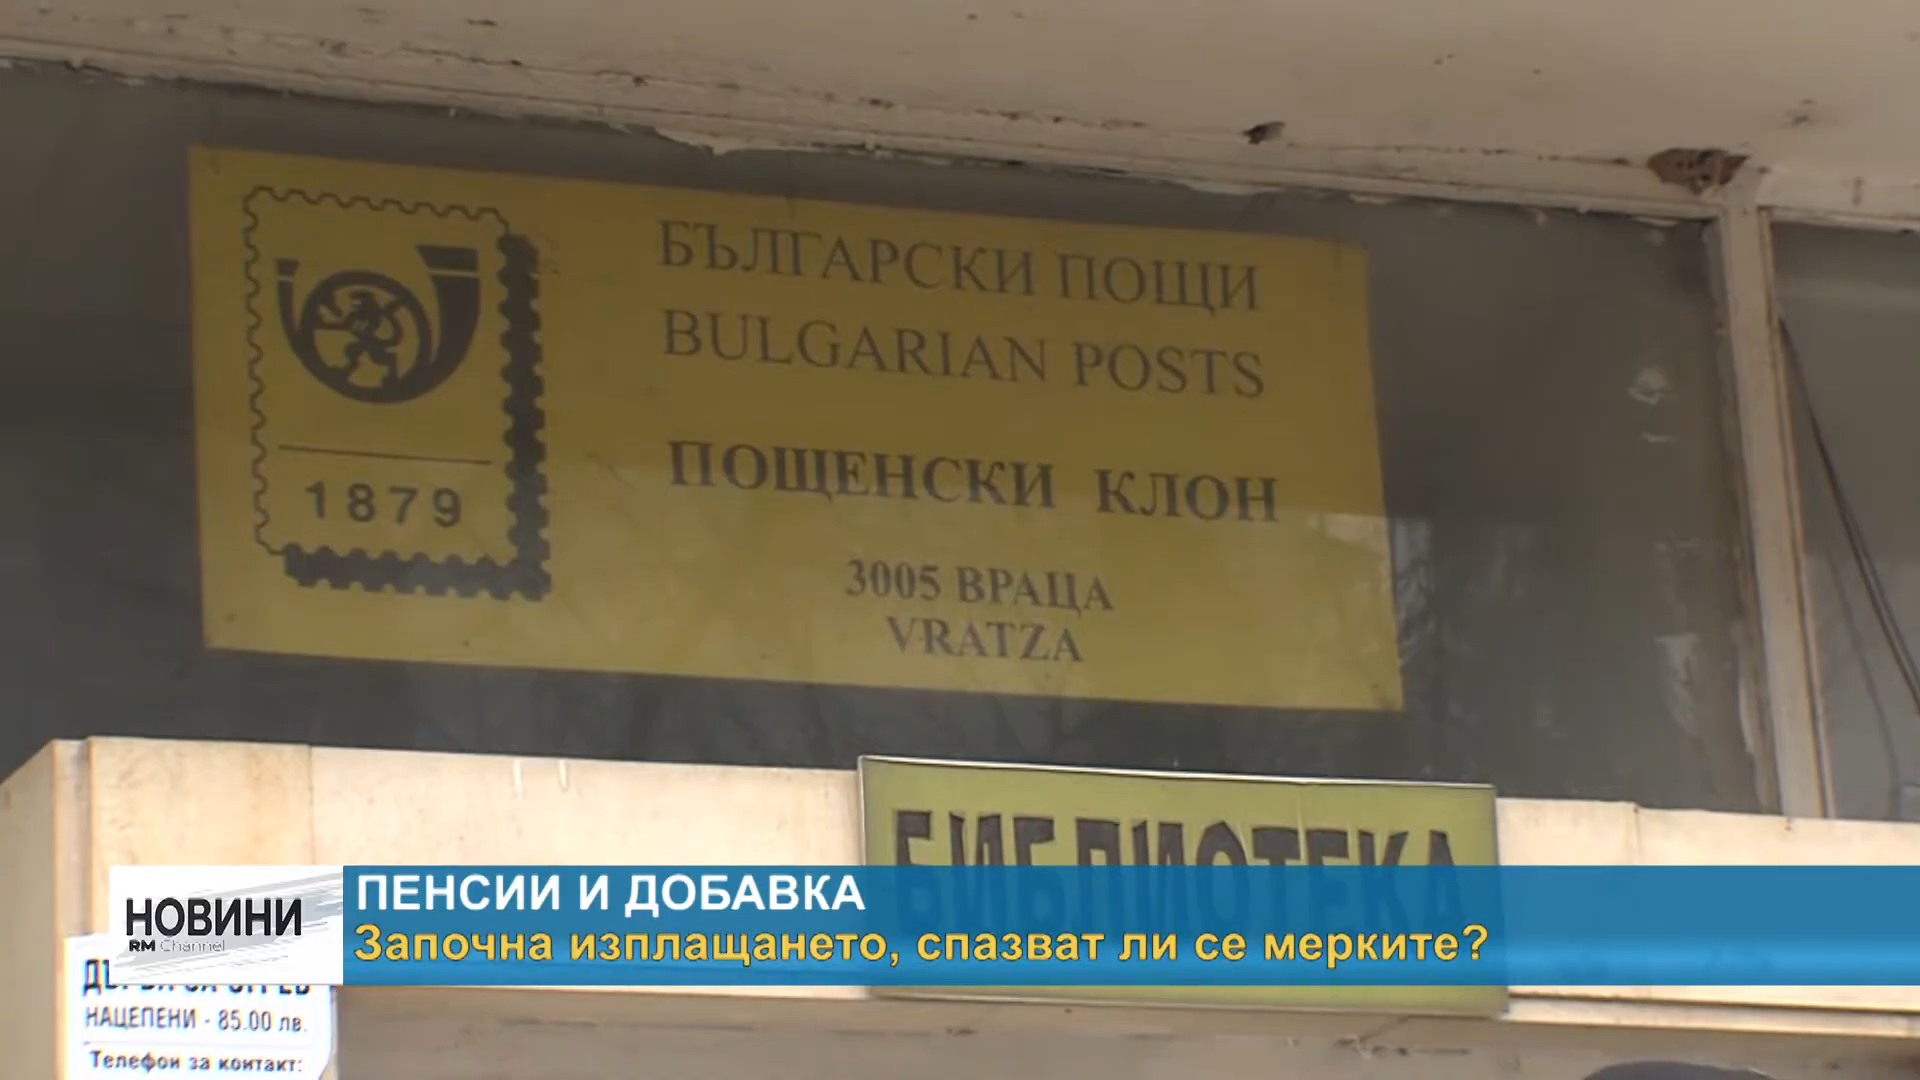 БЪЛГАРСКИ ПОЩИ
BULGARIAN POSTS
ПОЩЕНСКИ КЛОН
3005 ВРАЦА
VRATZA
1879
БИБЛИОТЕКА
ПЕНСИИ И ДОБАВКА
Започна изплащането, спазват ли се мерките?
НОВИНИ
RM Channel
НАЦЕПЕНИ - 85.00 лв.
Телефон за контакт: